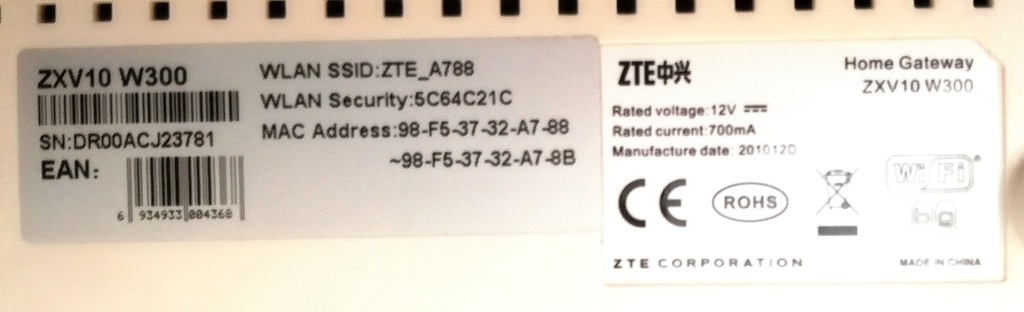 ZXV10 W300
SN:DR00ACJ23781
EAN:
6 934933 004368
WLAN SSID:ZTE_A788
WLAN Security:5C64C21C
MAC Address:98-F5-37-32-A7-88
~98-F5-37-32-A7-8B
ZTE中兴
Home Gateway
ZXV10 W300
Rated voltage:12V
Rated current:700mA
Manufacture date: 201012D
CE
ROHS
Wi Fi
b g
ZTE CORPORATION
MADE IN CHINA